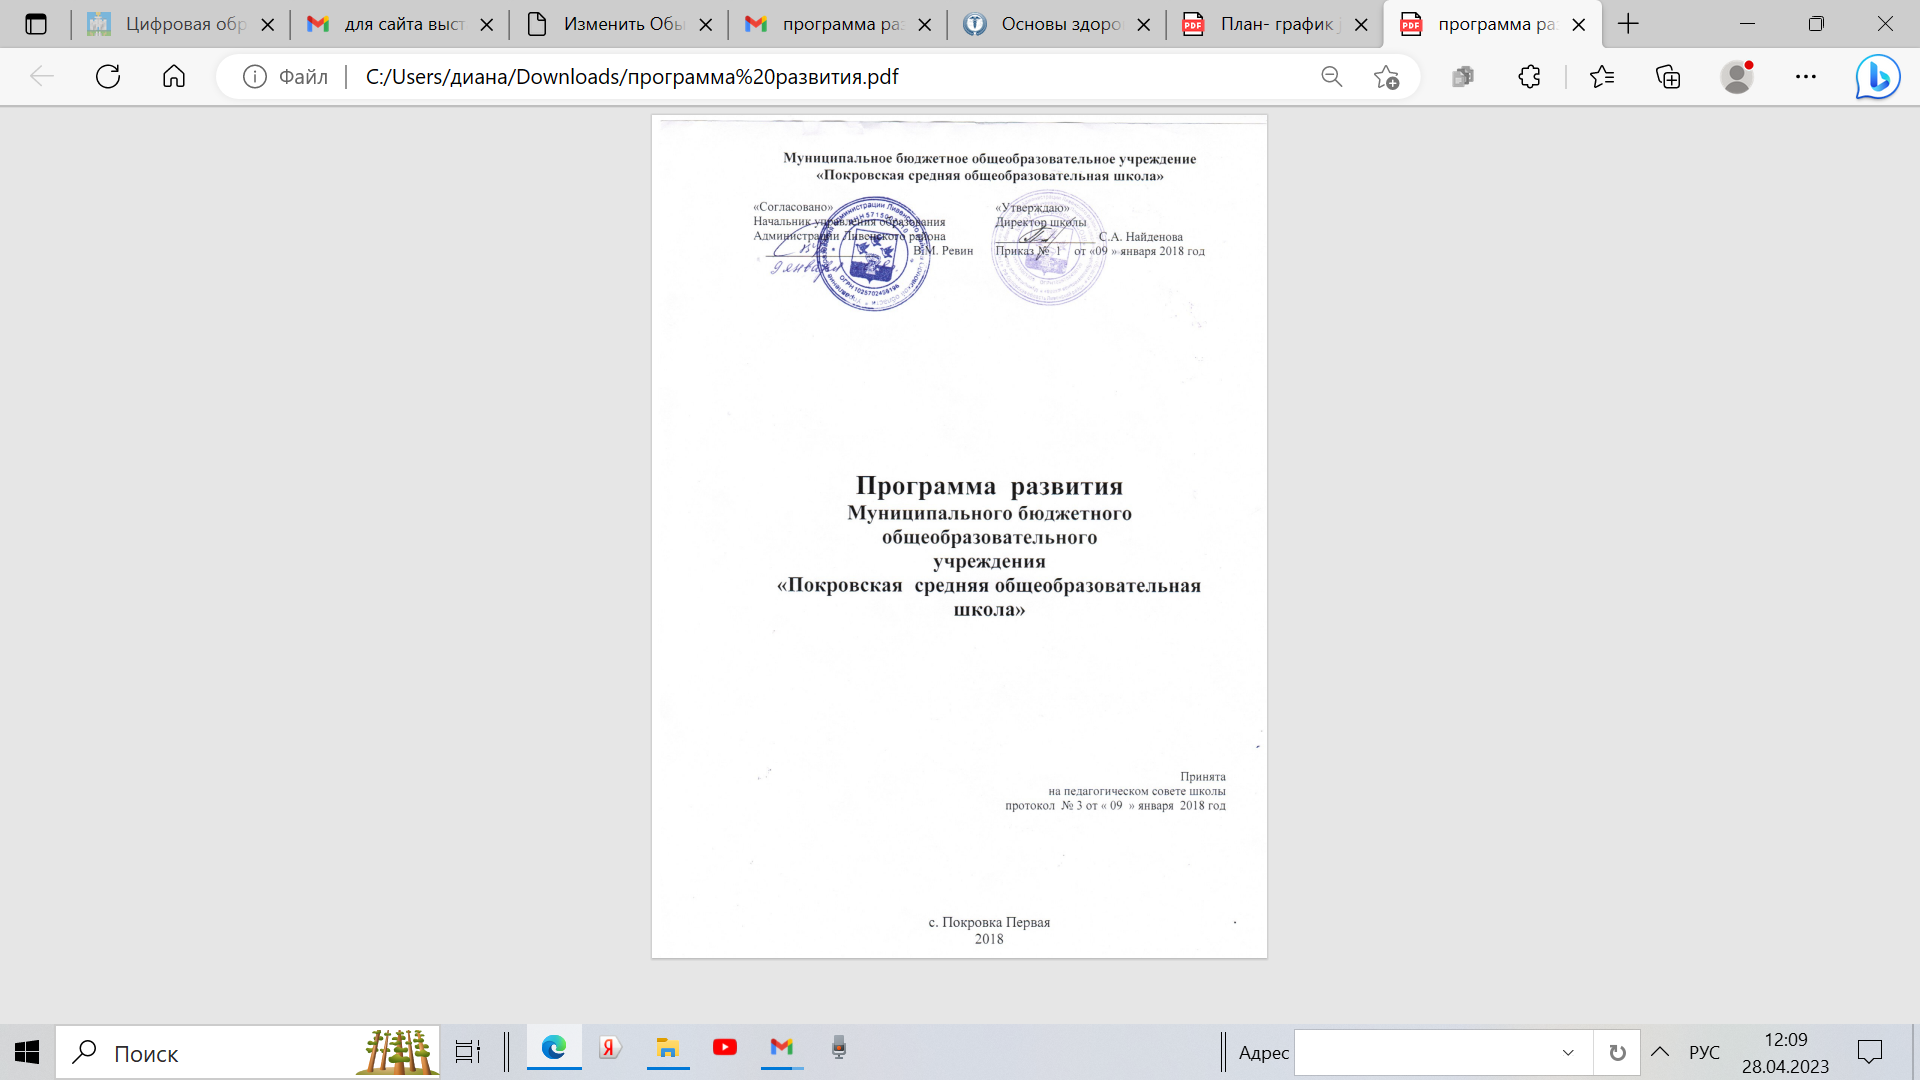 Цифровая обр
для сайта выст
Изменить Обы
программа раз
Основы здоро
План- график
программа раз
Файл
C:/Users/диана/Downloads/программа%20развития.pdf
Муниципальное бюджетное общеобразовательное учреждение
«Покровская средняя общеобразовательная школа»
«Согласовано»
Начальник управления образования
Администрации Ливенского района
В.М. Ревин
9 января
«Утверждаю»
Директор школы
С.А. Найденова
Приказ № 1 от «09 » января 2018 год
Программа развития
Муниципального бюджетного
общеобразовательного
учреждения
«Покровская средняя общеобразовательная
школа»
Принята
на педагогическом совете школы
протокол № 3 от « 09 » января 2018 год
с. Покровка Первая
2018
Поиск
Адрес
РУС
12:09
28.04.2023